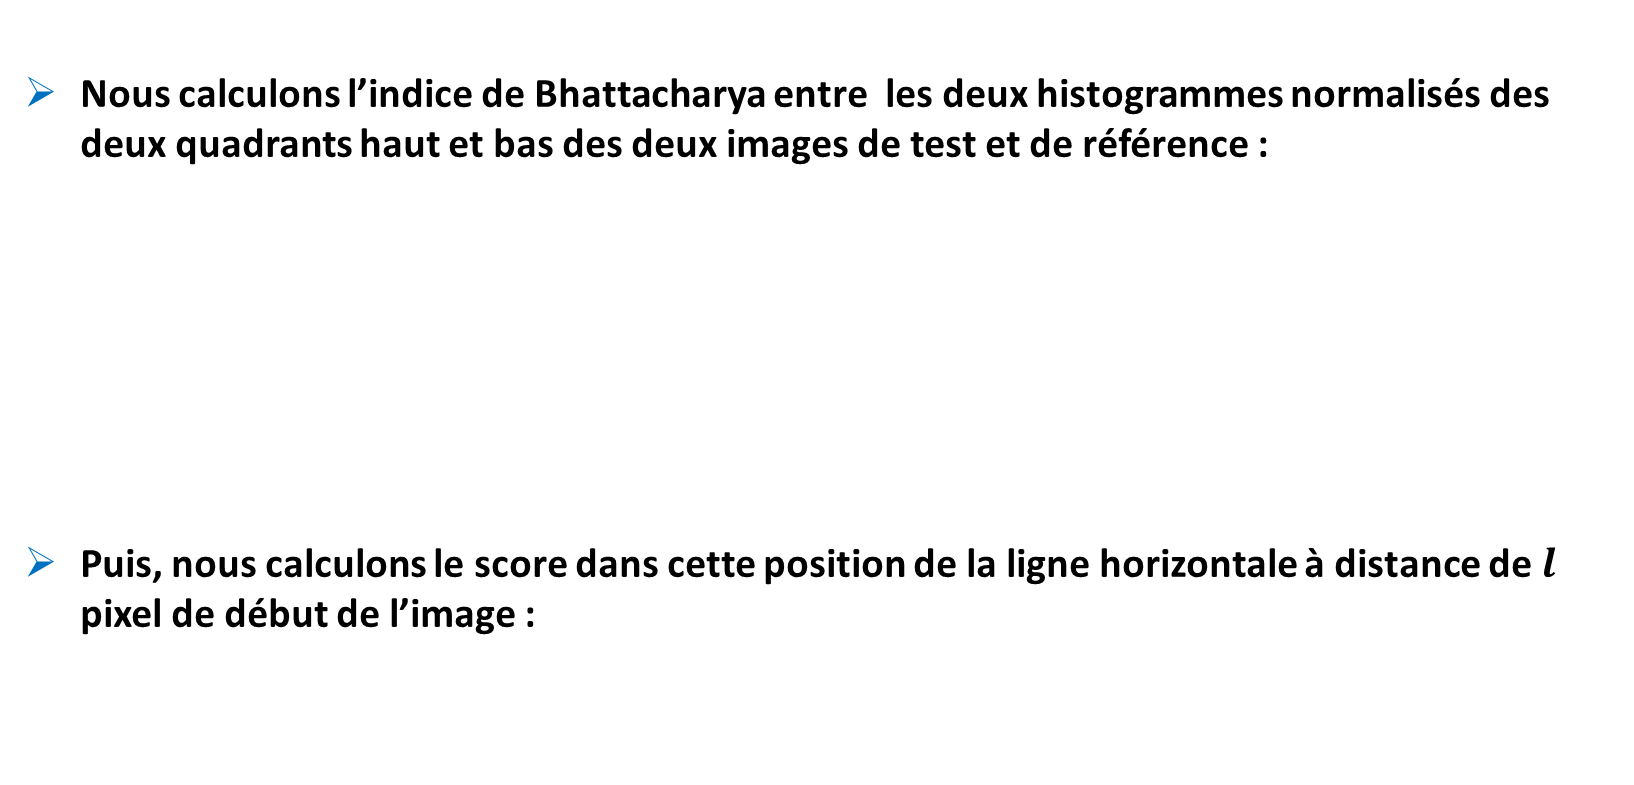 ➢ Nous calculons l’indice de Bhattacharya entre les deux histogrammes normalisés des
deux quadrants haut et bas des deux images de test et de référence :
➢ Puis, nous calculons le score dans cette position de la ligne horizontale à distance de l
pixel de début de l’image :